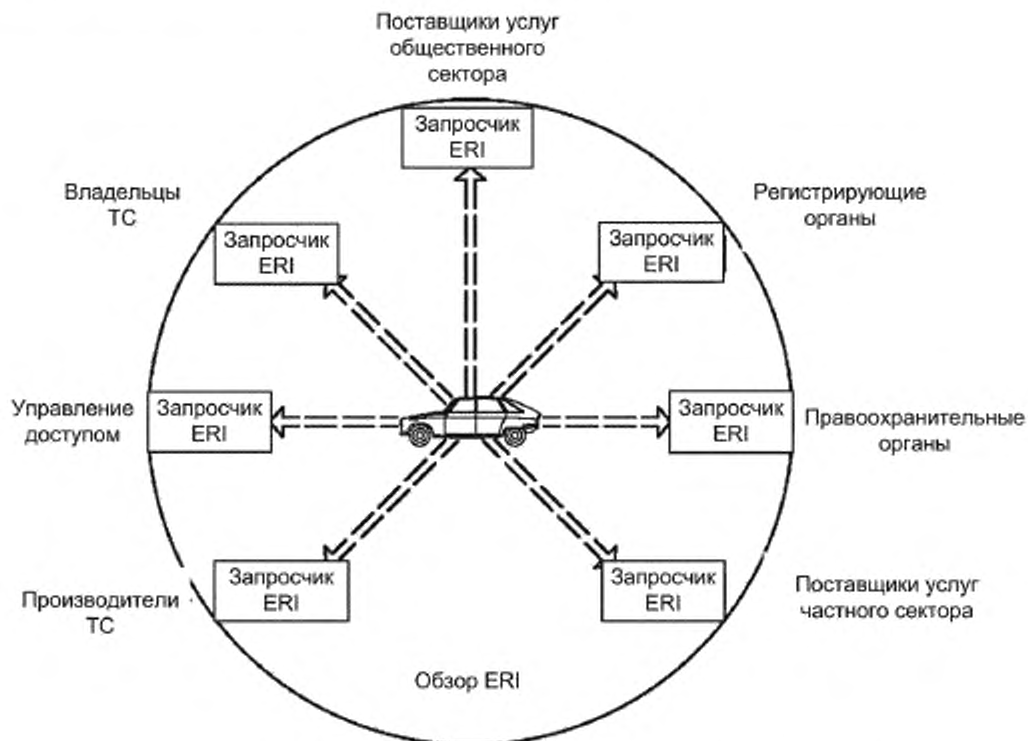 Поставщики услуг
общественного
сектора
Запросчик
ERI
Владельцы
ТС
Регистрирующие
органы
Запросчик
ERI
Запросчик
ERI
Управление
доступом
Запросчик
ERI
Запросчик
ERI
Правоохранительные
органы
Запросчик
ERI
Запросчик
ERI
Производители
ТС
Поставщики услуг
частного сектора
Обзор ERI